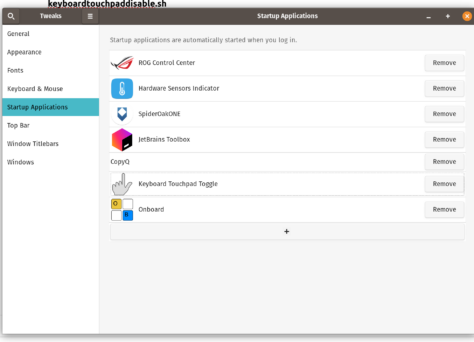 keyboardtouchpaddisable.sh
Tweaks
Startup Applications
General
Appearance
Fonts
Keyboard & Mouse
Startup Applications
Top Bar
Window Titlebars
Windows
Startup applications are automatically started when you log in.
ROG Control Center
Remove
Hardware Sensors Indicator
Remove
SpiderOakONE
Remove
JetBrains Toolbox
Remove
CopyQ
Remove
Keyboard Touchpad Toggle
Remove
Onboard
Remove
+